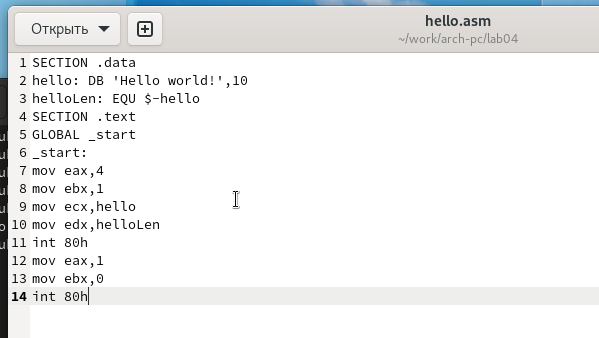 Открыть
hello.asm
~/work/arch-pc/lab04
1 SECTION .data
2 hello: DB 'Hello world!',10
3 helloLen: EQU $-hello
4 SECTION .text
5 GLOBAL _start
6 _start:
7 mov eax,4
8 mov ebx,1
9 mov ecx,hello
10 mov edx,helloLen
11 int 80h
12 mov eax,1
13 mov ebx,0
14 int 80h